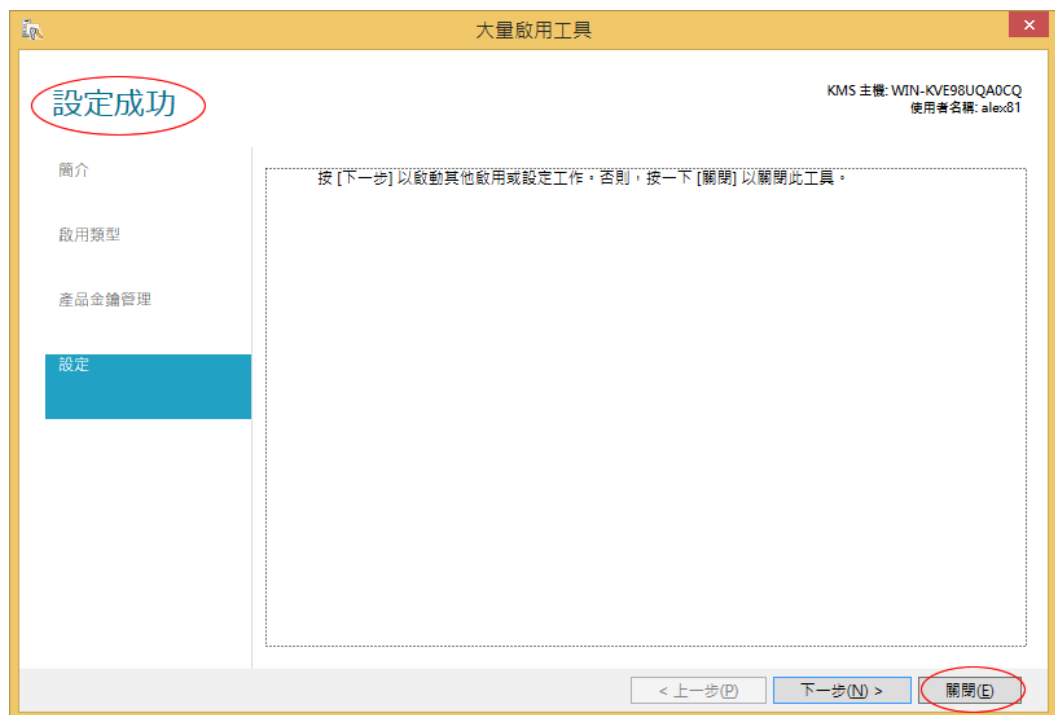 大量啟用工具
設定成功
KMS 主機: WIN-KVE98UQA0CQ
使用者名稱: alex81
簡介
啟用類型
產品金鑰管理
設定
按 [下一步] 以啟動其他啟用或設定工作。否則，按一下 [關閉] 以關閉此工具。
< 上一步(P)
下一步(N) >
關閉(E)